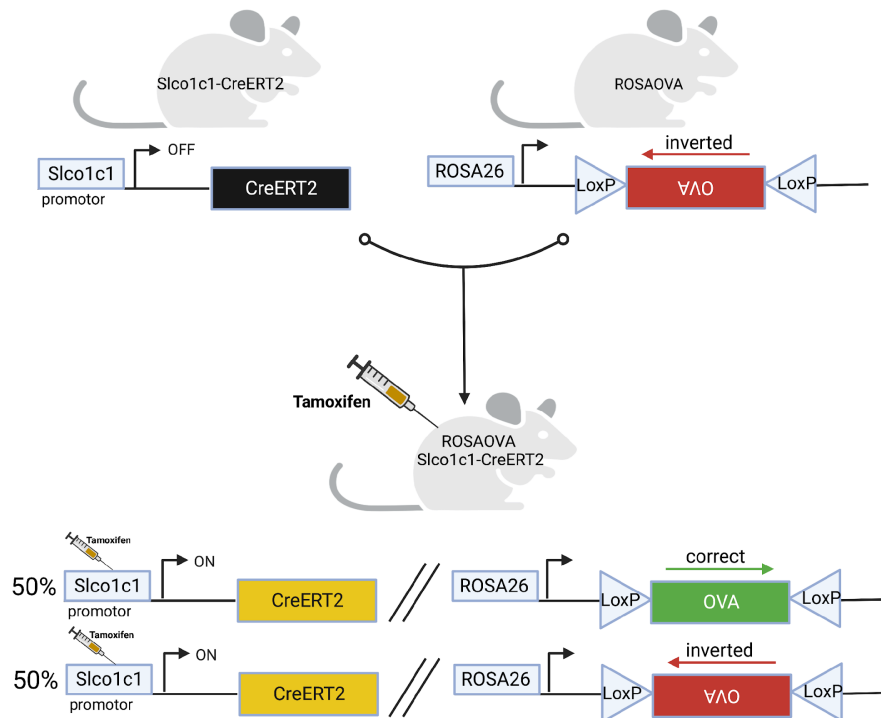 Slco1c1-CreERT2
ROSAOVA
Slco1c1
OFF
CreERT2
promotor
ROSA26
inverted
LoxP
OVA
LoxP
Tamoxifen
ROSAOVA
Slco1c1-CreERT2
Tamoxifen
50%
Slco1c1
ON
CreERT2
promotor
ROSA26
correct
LoxP
OVA
LoxP
Tamoxifen
50%
Slco1c1
ON
CreERT2
promotor
ROSA26
inverted
LoxP
OVA
LoxP